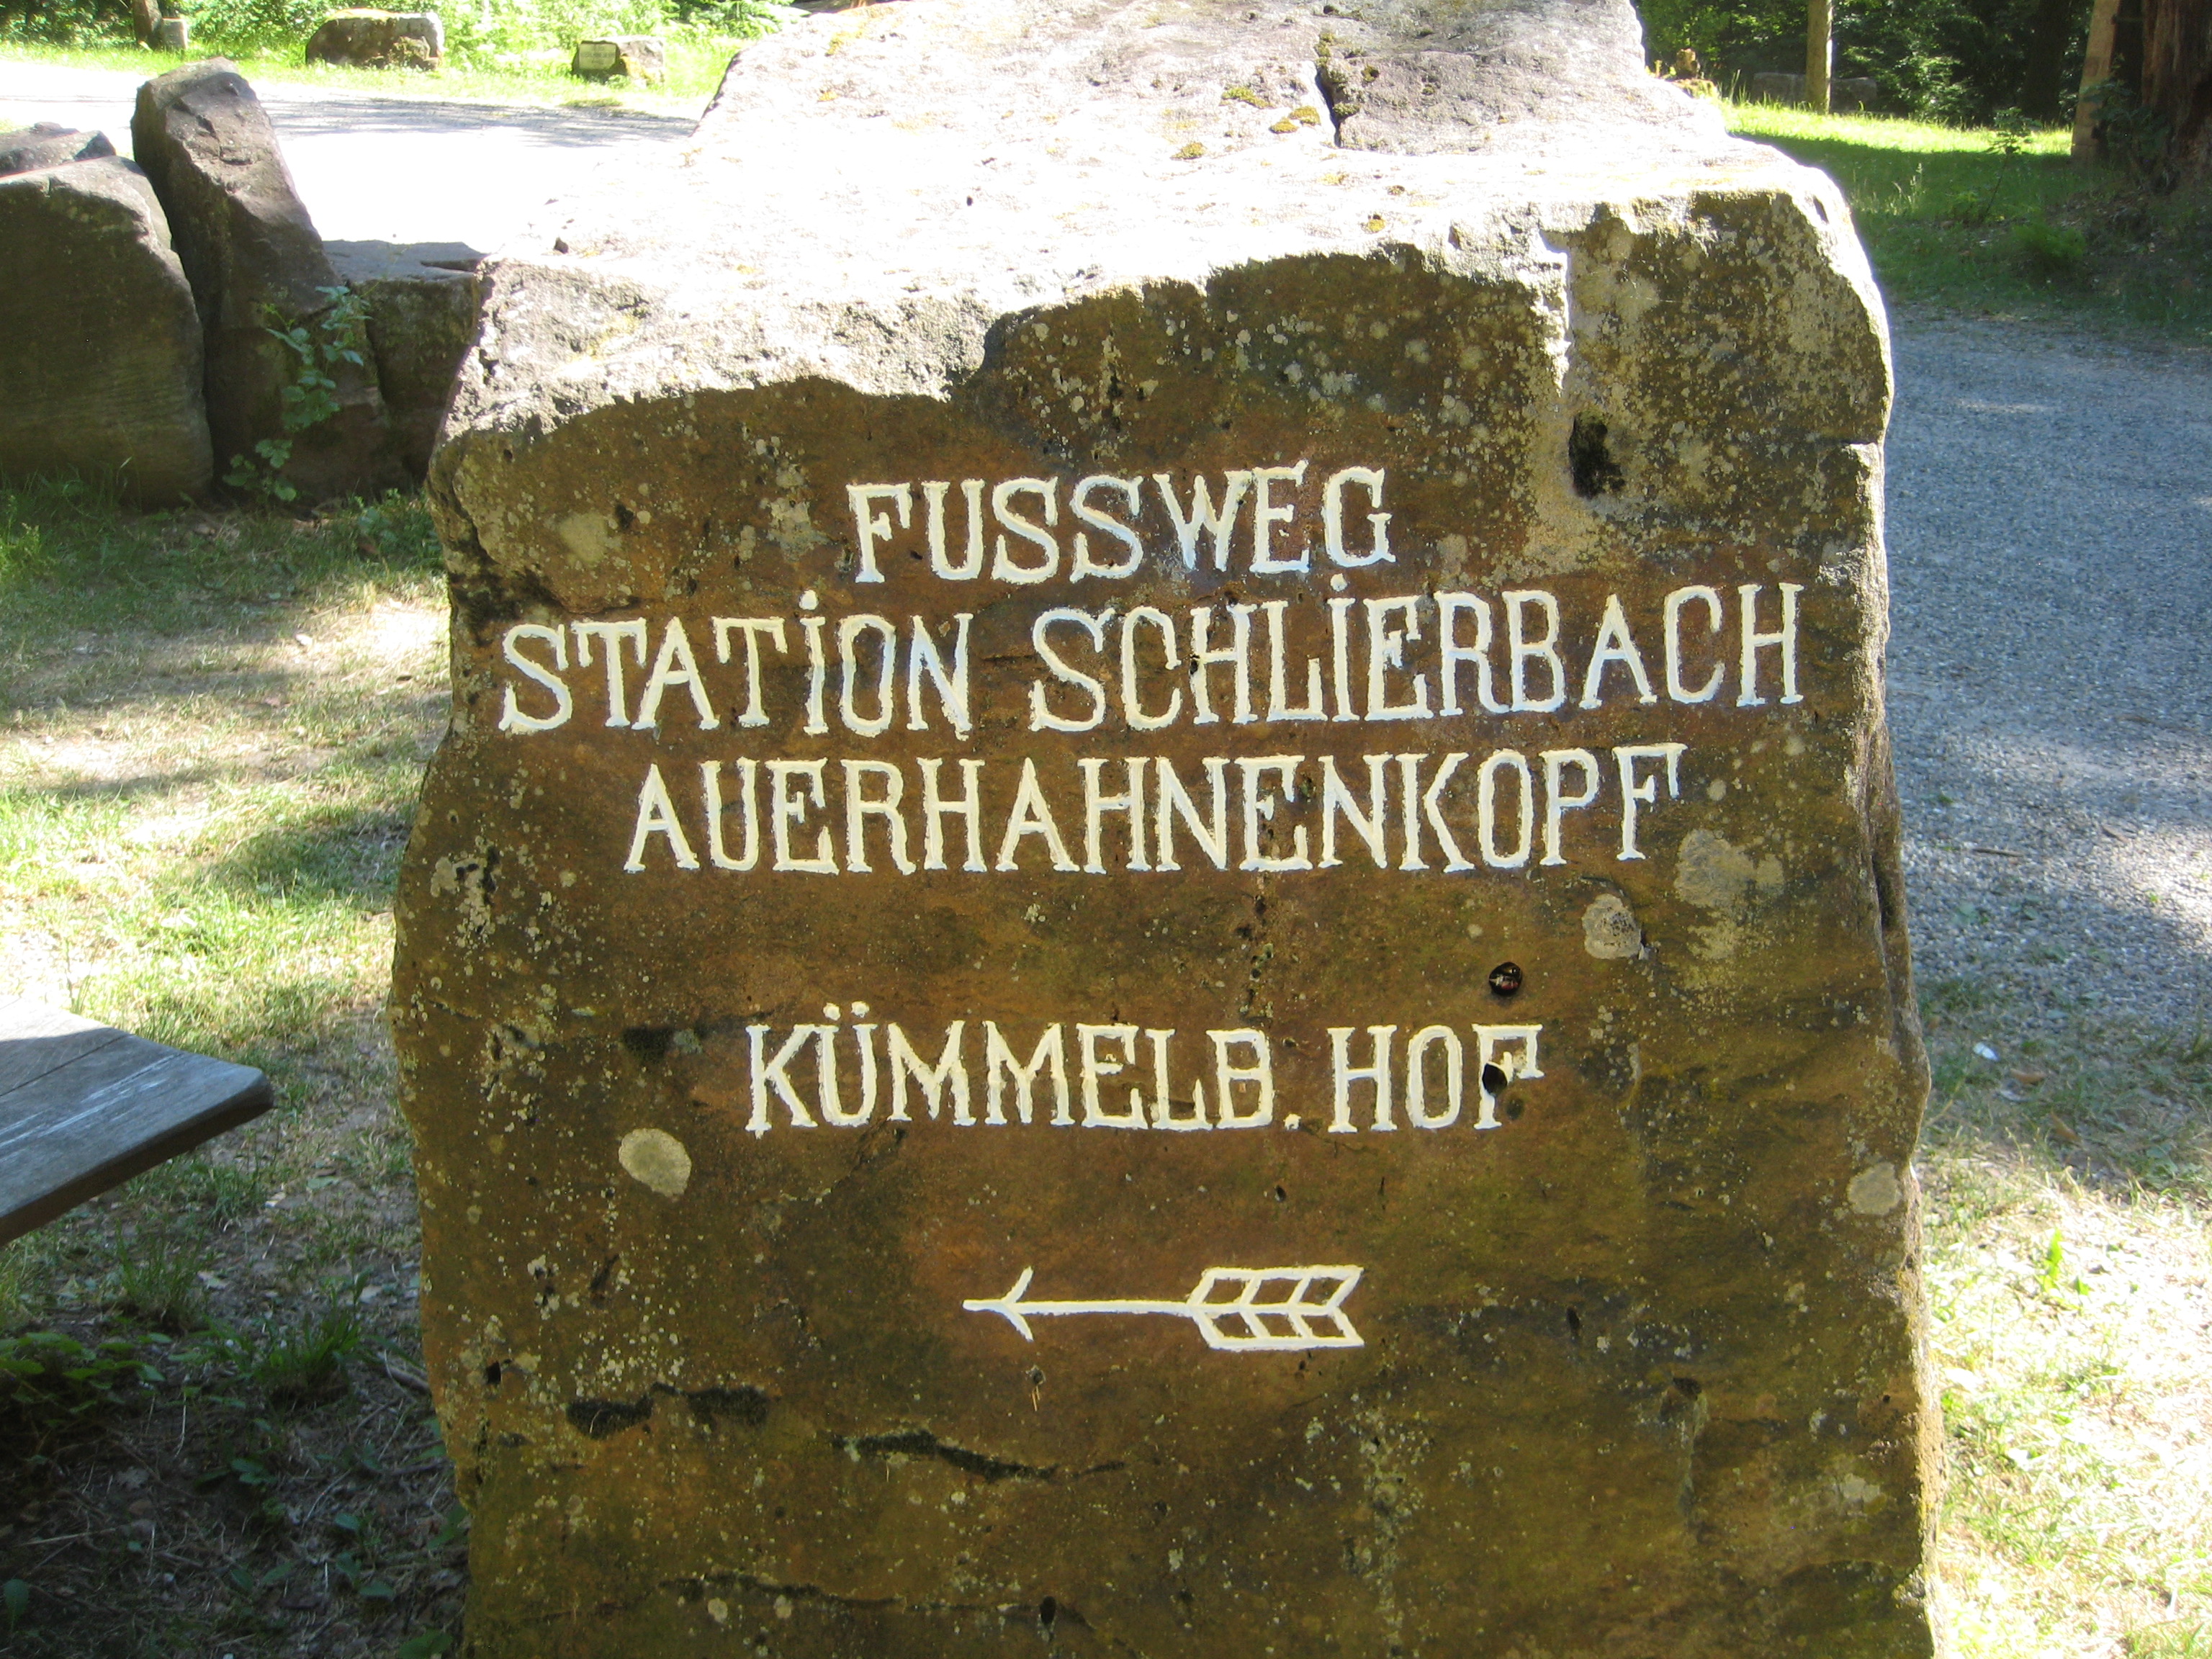 FUSSWEG
STATION SCHLIERBACH
AUERHAHNENKOPF
KÜMMELB. HOF